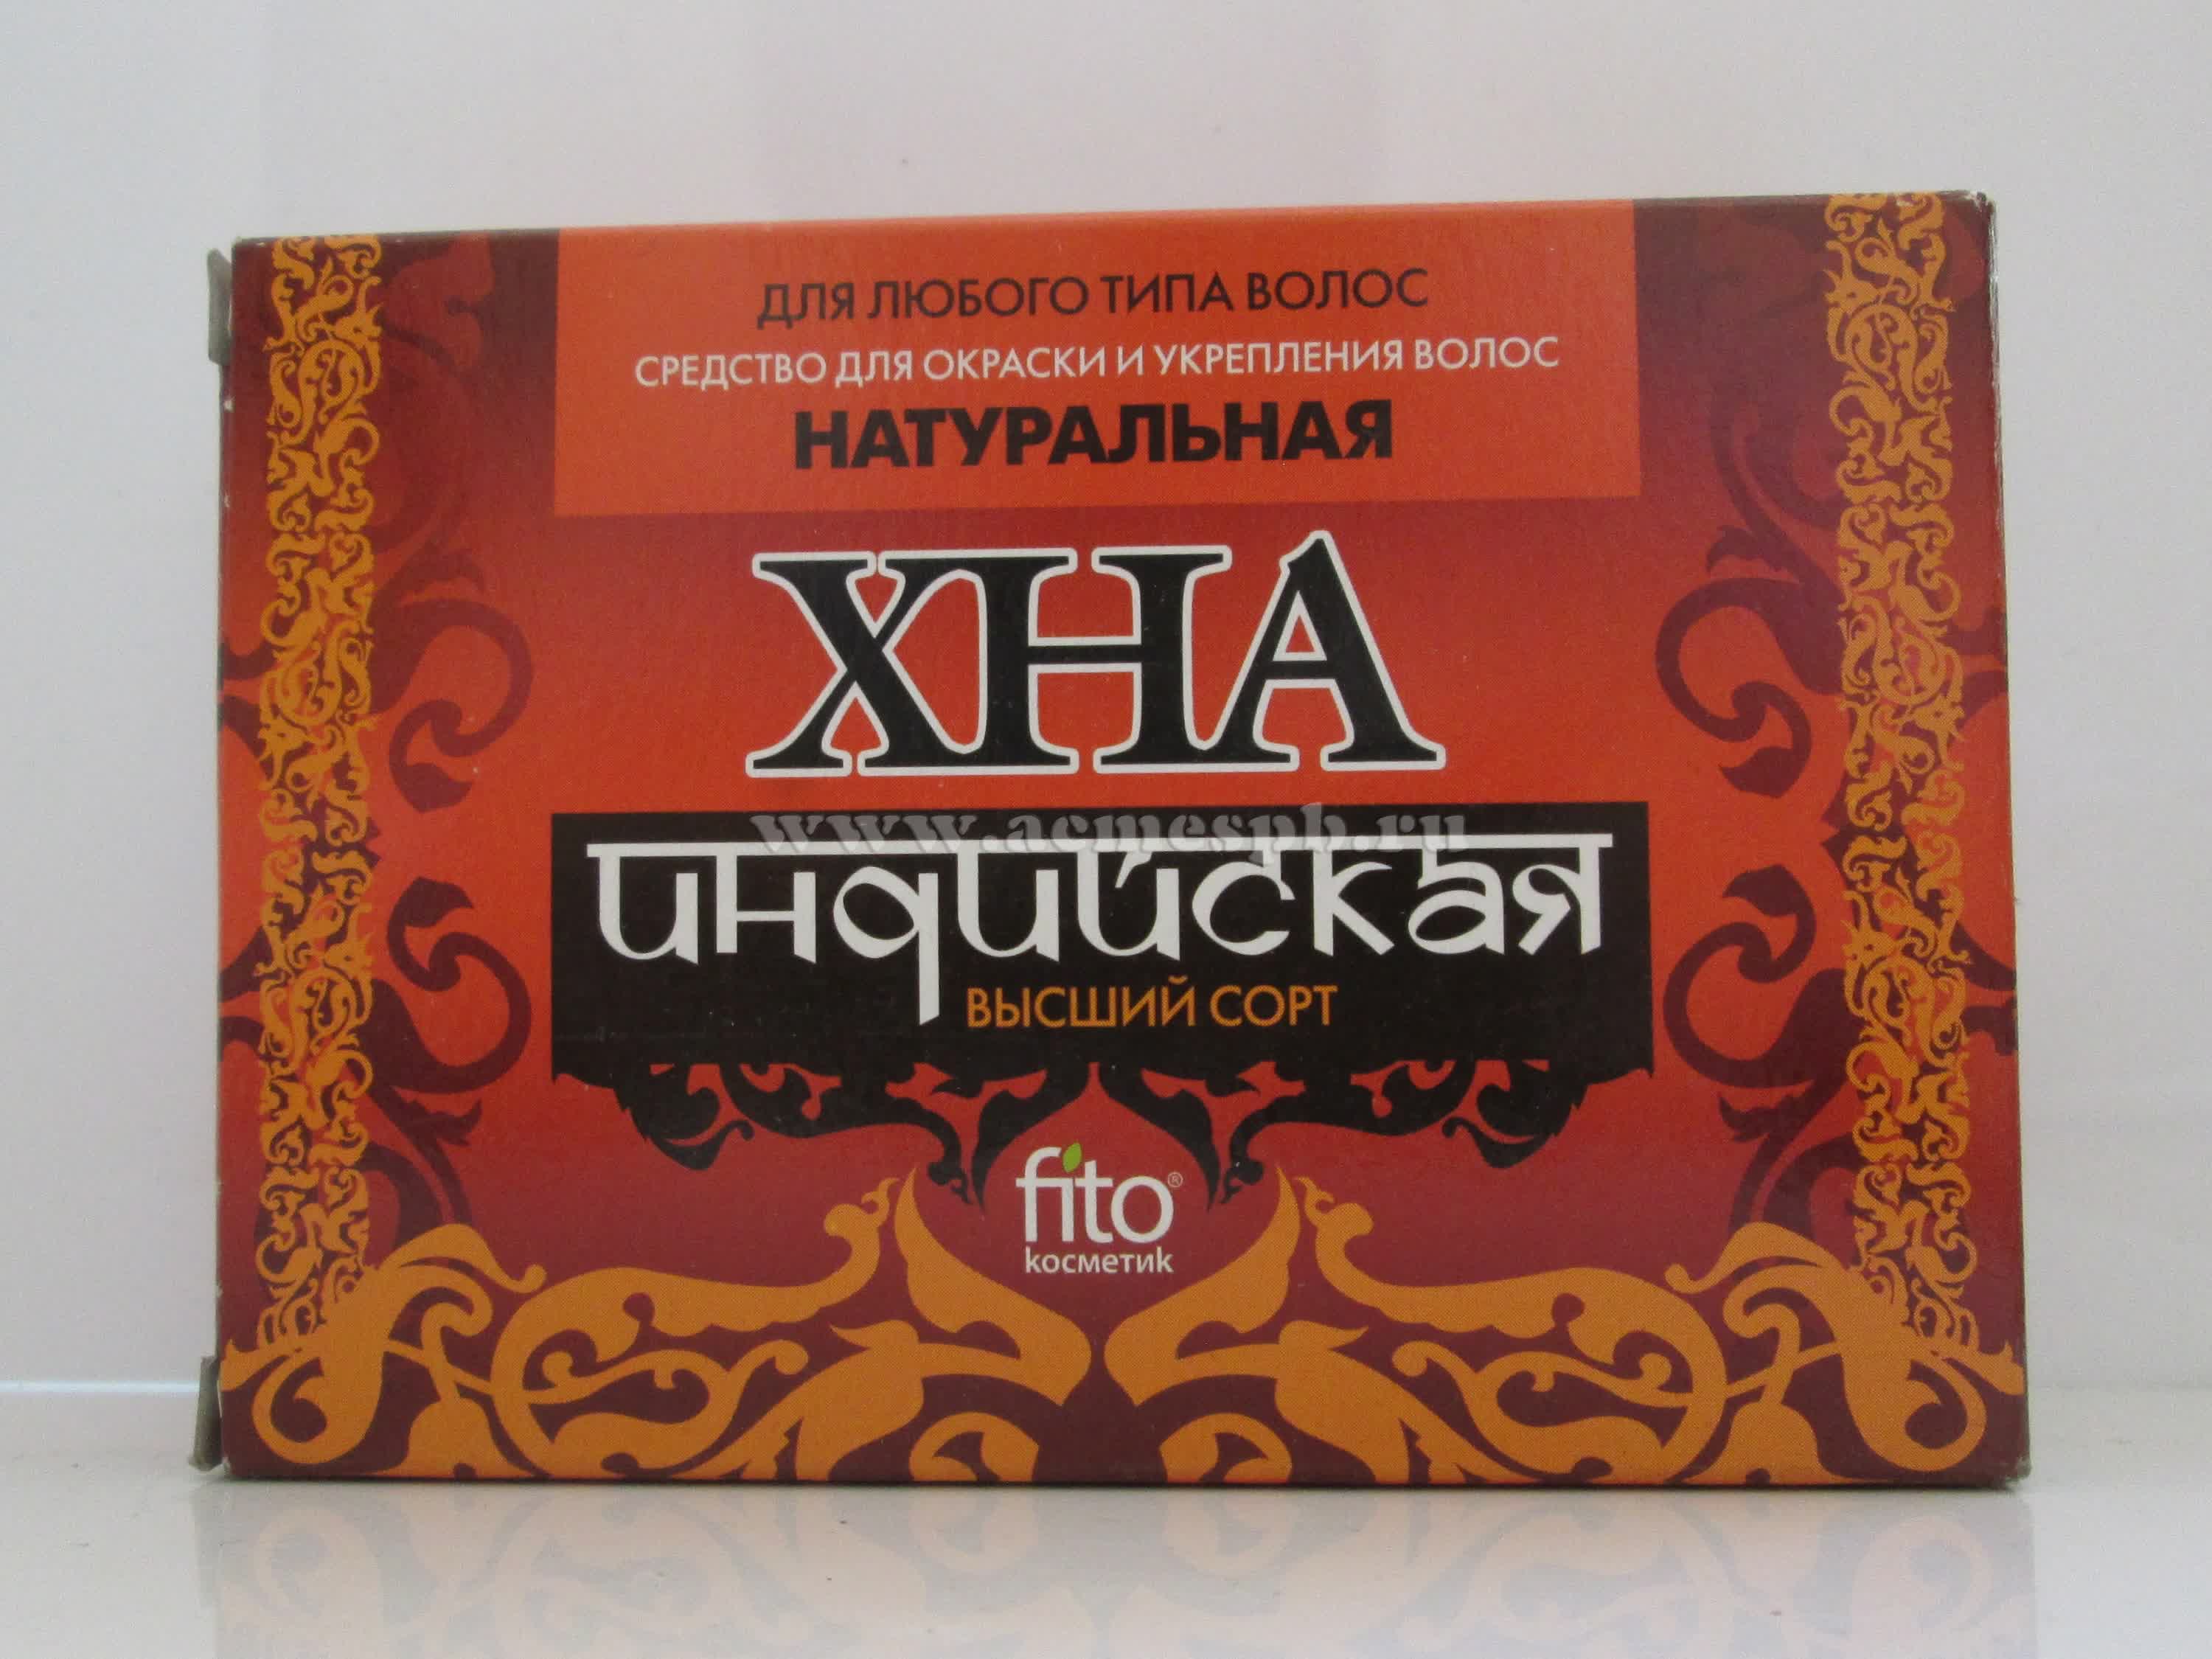 ДЛЯ ЛЮБОГО ТИПА ВОЛОС
СРЕДСТВО ДЛЯ ОКРАСКИ И УКРЕПЛЕНИЯ ВОЛОС
НАТУРАЛЬНАЯ
ХНА
www.acmespb.ru
индийская
ВЫСШИЙ СОРТ
fito®
косметик